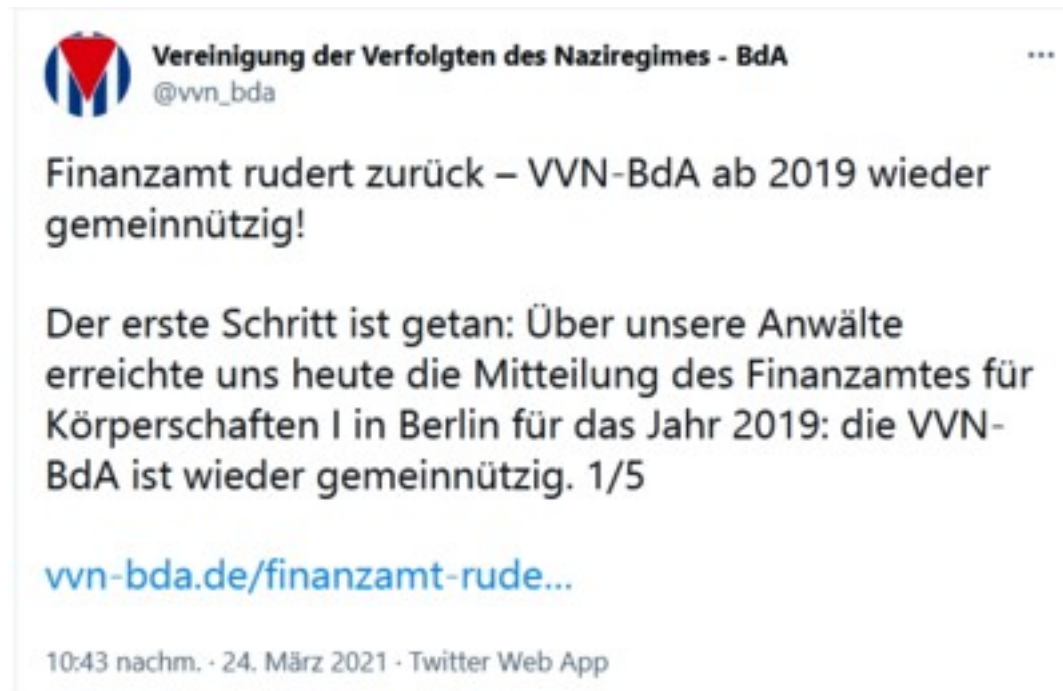 Vereinigung der Verfolgten des Naziregimes - BdA
@vvn_bda
Finanzamt rudert zurück – VVN-BdA ab 2019 wieder
gemeinnützig!
Der erste Schritt ist getan: Über unsere Anwälte
erreichte uns heute die Mitteilung des Finanzamtes für
Körperschaften I in Berlin für das Jahr 2019: die VVN-
BdA ist wieder gemeinnützig. 1/5
vvn-bda.de/finanzamt-rude...
10:43 nachm. · 24. März 2021 · Twitter Web App